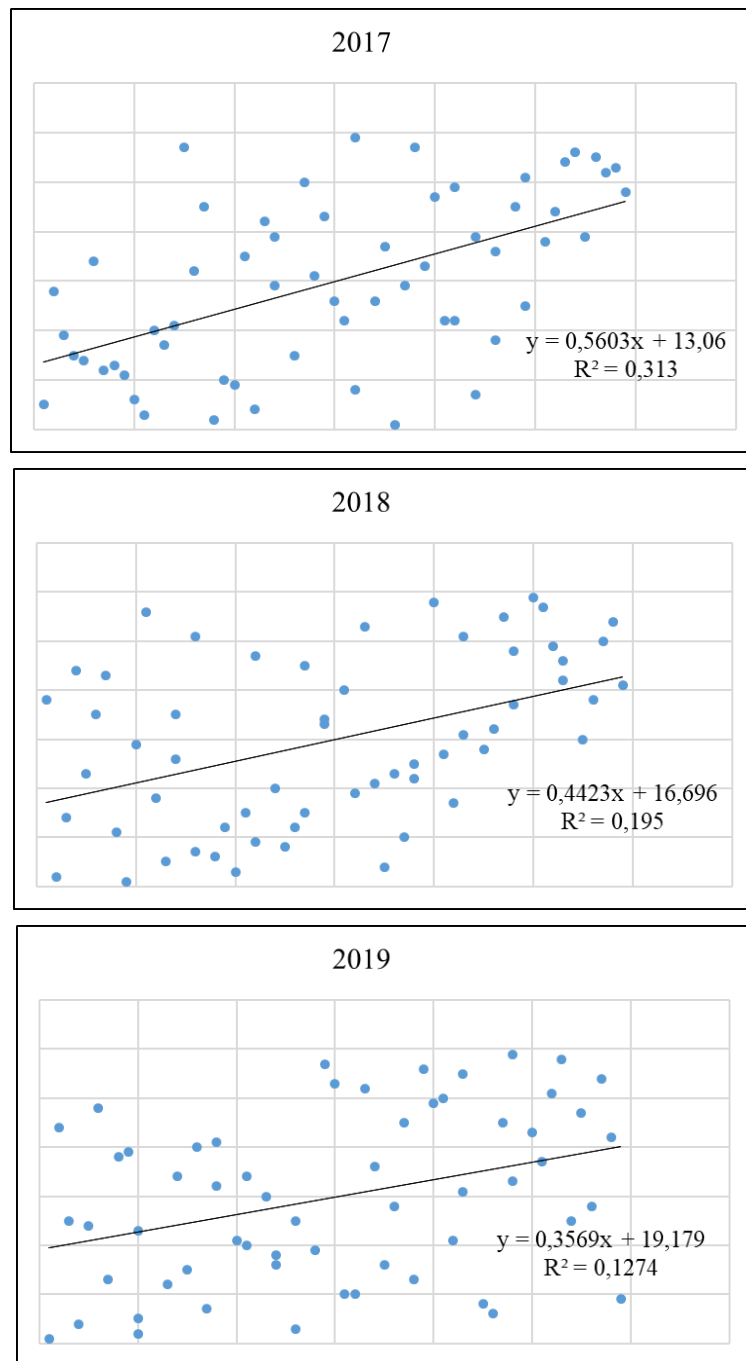 2017
y = 0,5603x + 13,06
R² = 0,313
2018
y = 0,4423x + 16,696
R² = 0,195
2019
y = 0,3569x + 19,179
R² = 0,1274